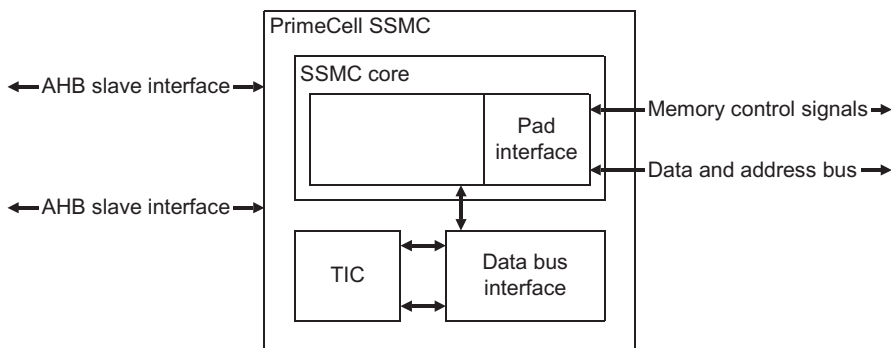 PrimeCell SSMC
SSMC core
AHB slave interface
Pad
interface
Memory control signals
Data and address bus
AHB slave interface
TIC
Data bus
interface